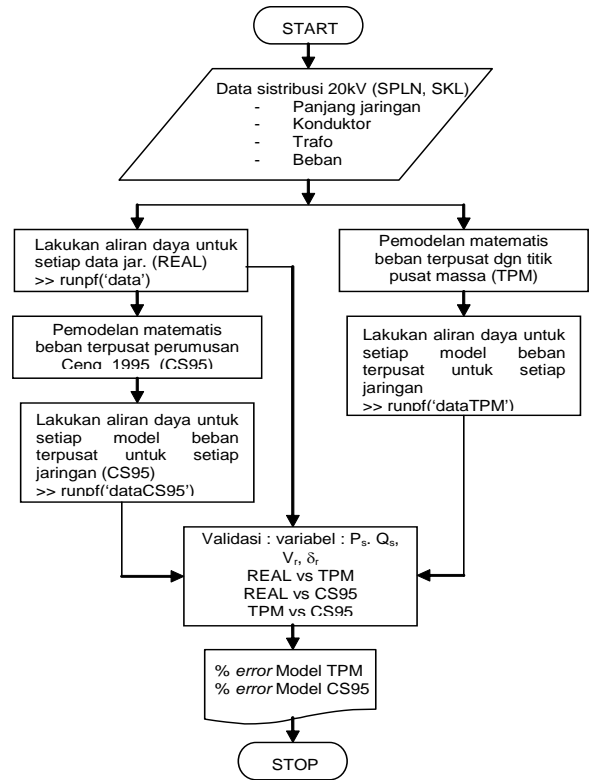 START
Data sistribusi 20kV (SPLN, SKL)
- Panjang jaringan
- Konduktor
- Trafo
- Beban
Lakukan aliran daya untuk
setiap data jar. (REAL)
>> runpf('data')
Pemodelan matematis
beban terpusat dgn titik
pusat massa (TPM)
Pemodelan matematis
beban terpusat perumusan
Ceng 1995 (CS95)
Lakukan aliran daya untuk
setiap model beban
terpusat untuk setiap
jaringan
>> runpf('dataTPM')
Lakukan aliran daya untuk
setiap model beban
terpusat untuk setiap
jaringan (CS95)
>> runpf('dataCS95')
Validasi : variabel : Ps. Qs,
Vr, δr
REAL vs TPM
REAL vs CS95
TPM vs CS95
% error Model TPM
% error Model CS95
STOP